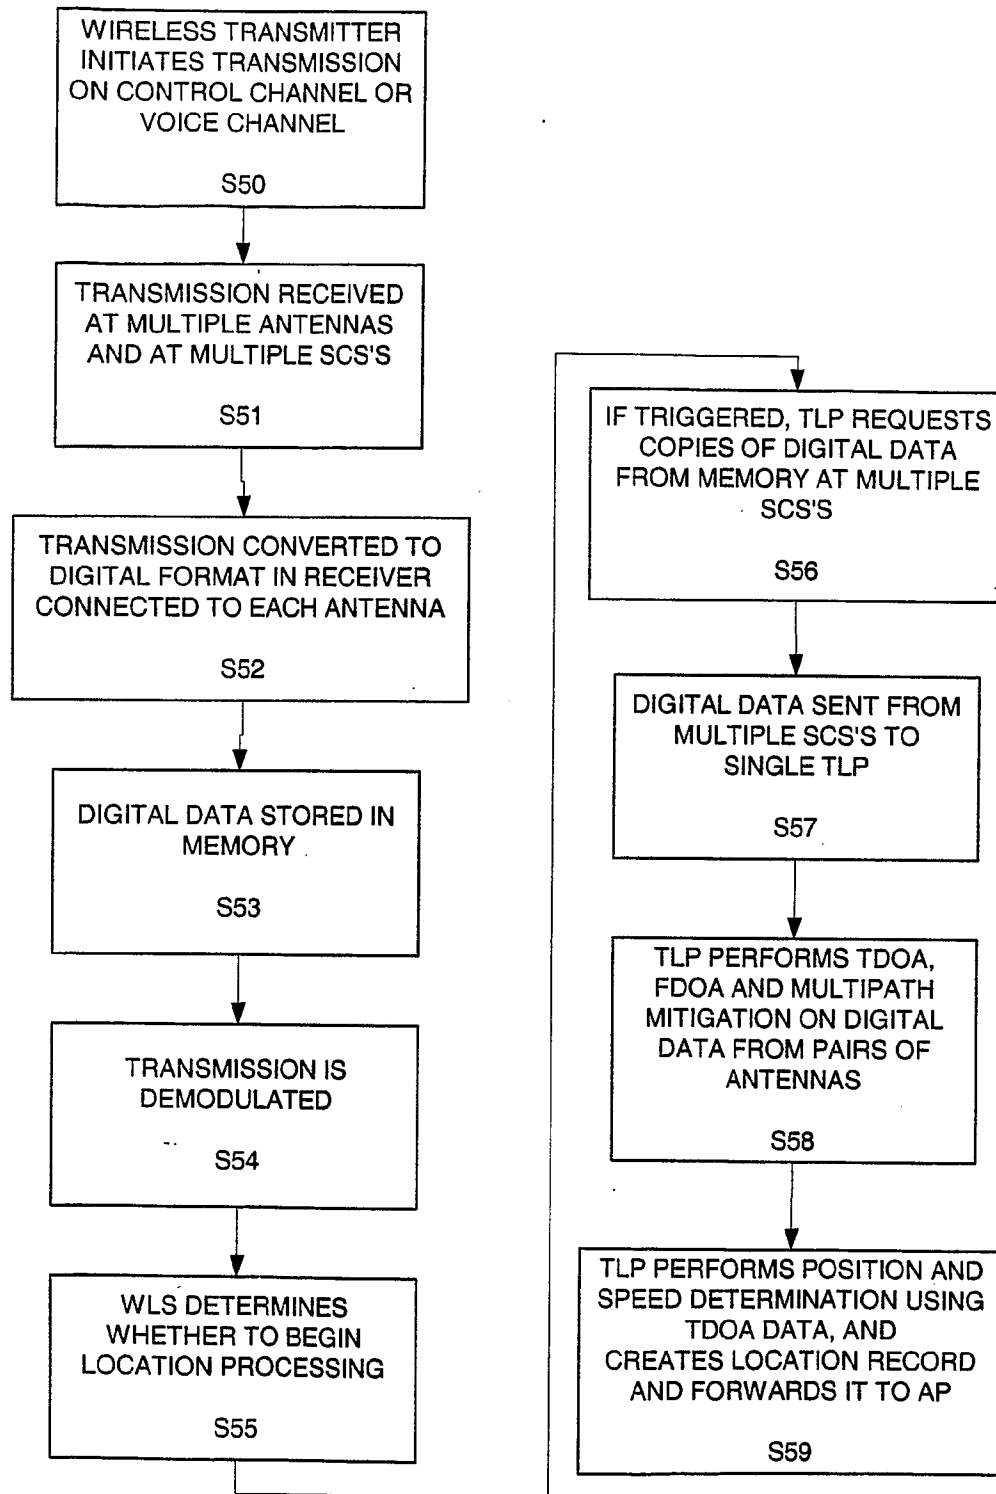 WIRELESS TRANSMITTER
INITIATES TRANSMISSION
ON CONTROL CHANNEL OR
VOICE CHANNEL
S50
TRANSMISSION RECEIVED
AT MULTIPLE ANTENNAS
AND AT MULTIPLE SCS'S
S51
TRANSMISSION CONVERTED TO
DIGITAL FORMAT IN RECEIVER
CONNECTED TO EACH ANTENNA
S52
DIGITAL DATA STORED IN
MEMORY
S53
TRANSMISSION IS
DEMODULATED
S54
WLS DETERMINES
WHETHER TO BEGIN
LOCATION PROCESSING
S55
IF TRIGGERED, TLP REQUESTS
COPIES OF DIGITAL DATA
FROM MEMORY AT MULTIPLE
SCS'S
S56
DIGITAL DATA SENT FROM
MULTIPLE SCS'S TO
SINGLE TLP
S57
TLP PERFORMS TDOA,
FDOA AND MULTIPATH
MITIGATION ON DIGITAL
DATA FROM PAIRS OF
ANTENNAS
S58
TLP PERFORMS POSITION AND
SPEED DETERMINATION USING
TDOA DATA, AND
CREATES LOCATION RECORD
AND FORWARDS IT TO AP
S59